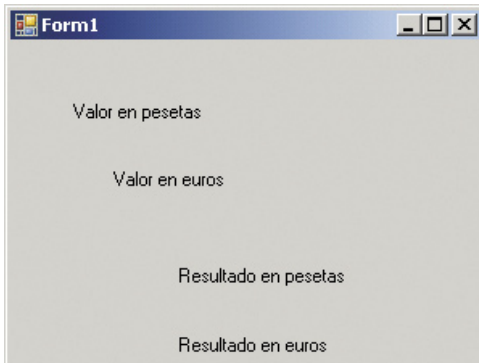 Form1
Valor en pesetas
Valor en euros
Resultado en pesetas
Resultado en euros